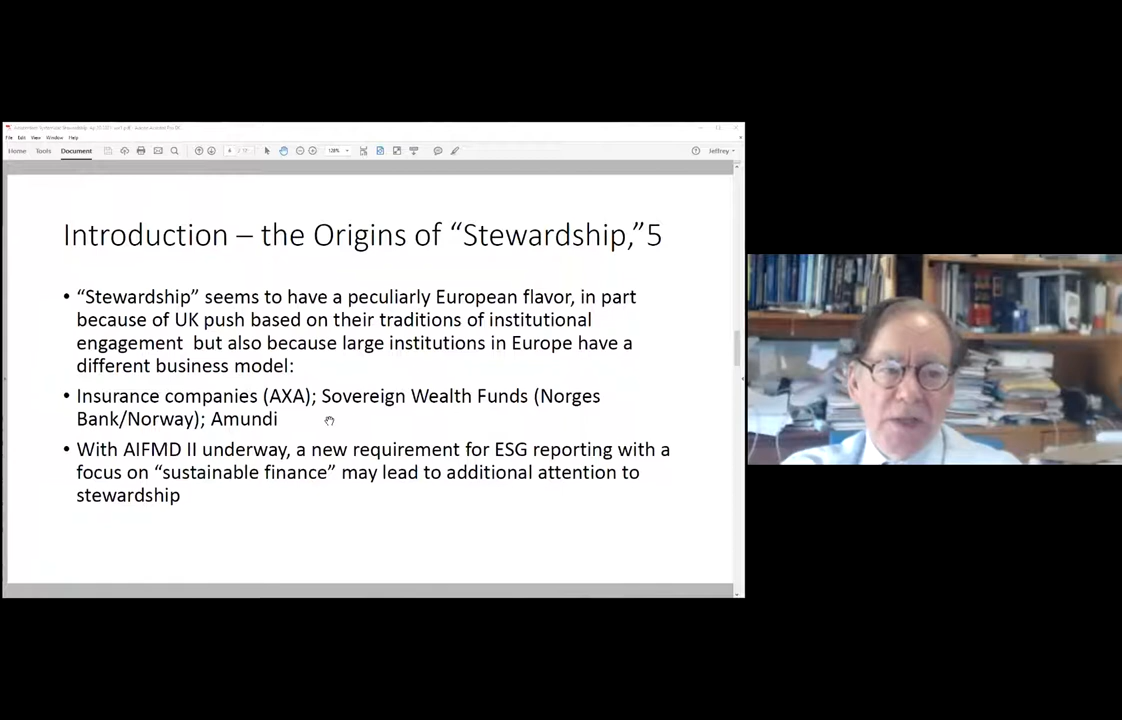 File Edit View Window Help
Home Tools Document
6
128%
Jeffrey
Introduction – the Origins of “Stewardship,”5
• “Stewardship” seems to have a peculiarly European flavor, in part
because of UK push based on their traditions of institutional
engagement but also because large institutions in Europe have a
different business model:
• Insurance companies (AXA); Sovereign Wealth Funds (Norges
Bank/Norway); Amundi
• With AIFMD II underway, a new requirement for ESG reporting with a
focus on “sustainable finance” may lead to additional attention to
stewardship